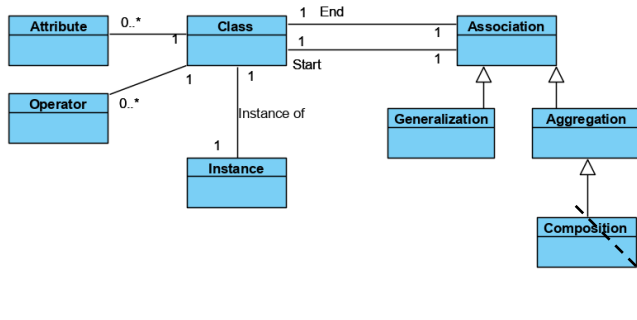 Attribute
0..*
1
Class
1 End
1
Association
1
Start
1
Operator
0..*
1
1
Instance of
1
Instance
Generalization
Aggregation
Composition